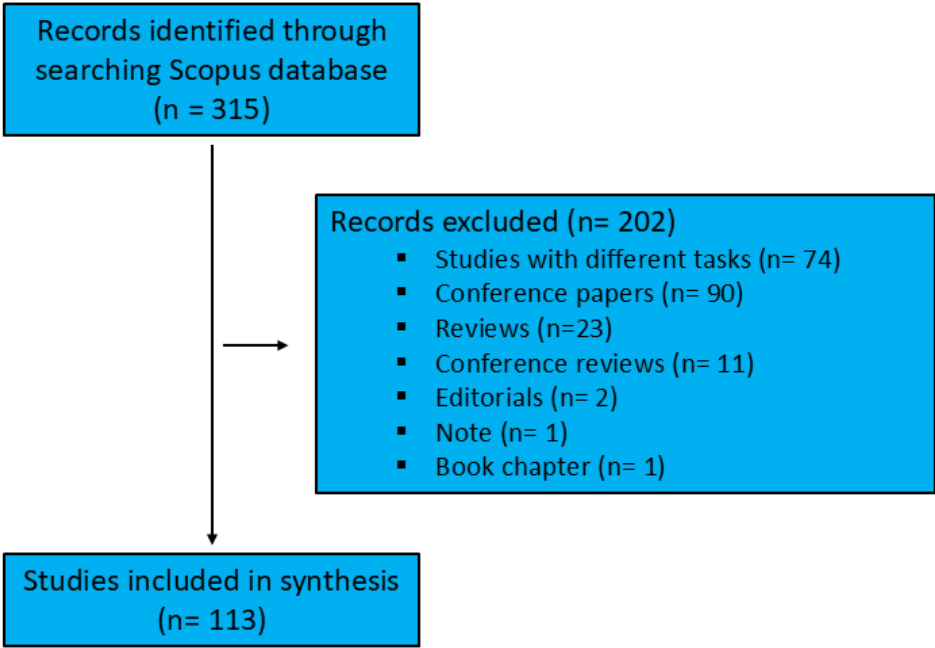 Records identified through
searching Scopus database
(n = 315)
Records excluded (n= 202)
▪ Studies with different tasks (n= 74)
▪ Conference papers (n= 90)
▪ Reviews (n=23)
▪ Conference reviews (n= 11)
▪ Editorials (n= 2)
▪ Note (n= 1)
▪ Book chapter (n= 1)
Studies included in synthesis
(n= 113)